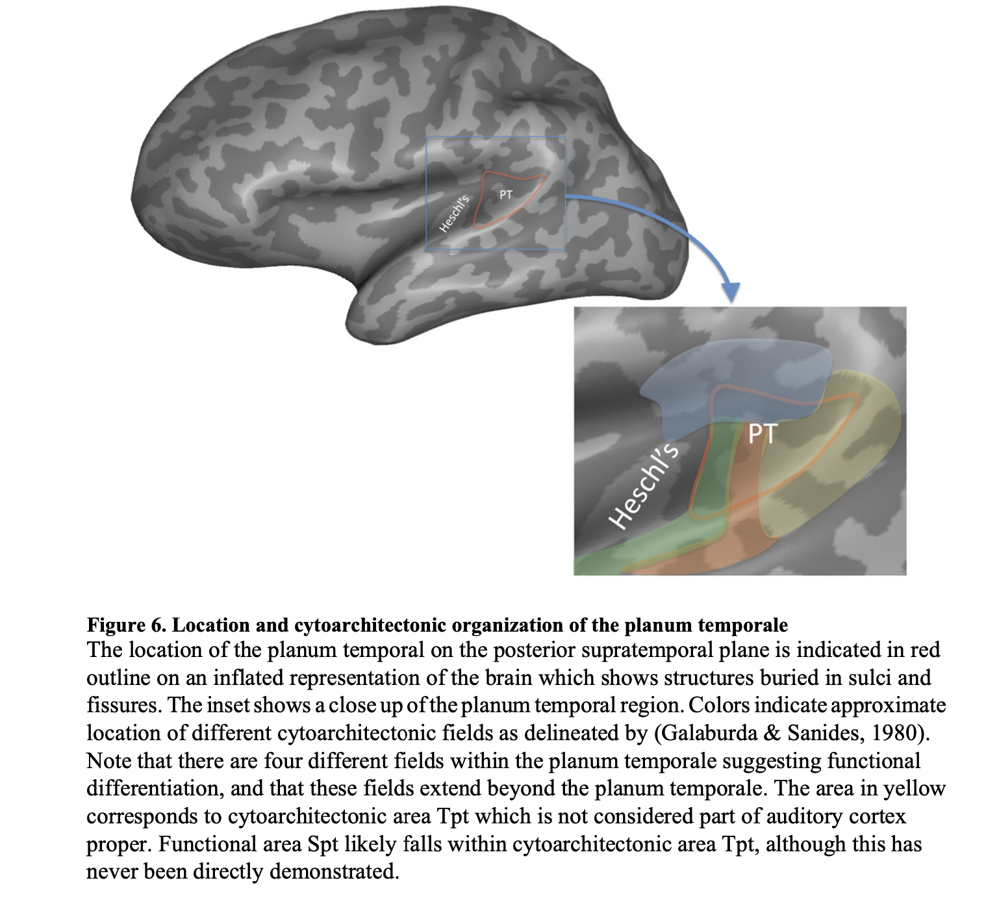 Heschl's
PT
PT
Heschl's
Figure 6. Location and cytoarchitectonic organization of the planum temporale
The location of the planum temporal on the posterior supratemporal plane is indicated in red
outline on an inflated representation of the brain which shows structures buried in sulci and
fissures. The inset shows a close up of the planum temporal region. Colors indicate approximate
location of different cytoarchitectonic fields as delineated by (Galaburda & Sanides, 1980).
Note that there are four different fields within the planum temporale suggesting functional
differentiation, and that these fields extend beyond the planum temporale. The area in yellow
corresponds to cytoarchitectonic area Tpt which is not considered part of auditory cortex
proper. Functional area Spt likely falls within cytoarchitectonic area Tpt, although this has
never been directly demonstrated.